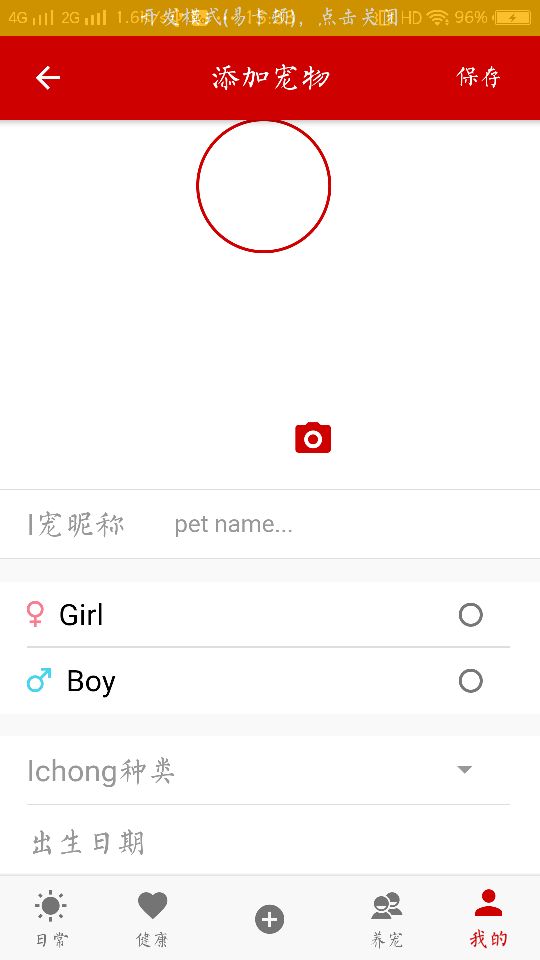 4G 2G 1.6K/s 开发模式(易卡顿)，点击关闭 HD 96%
添加宠物 保存
I宠昵称 pet name...
Girl
Boy
Ichong种类
出生日期
日常 健康 养宠 我的